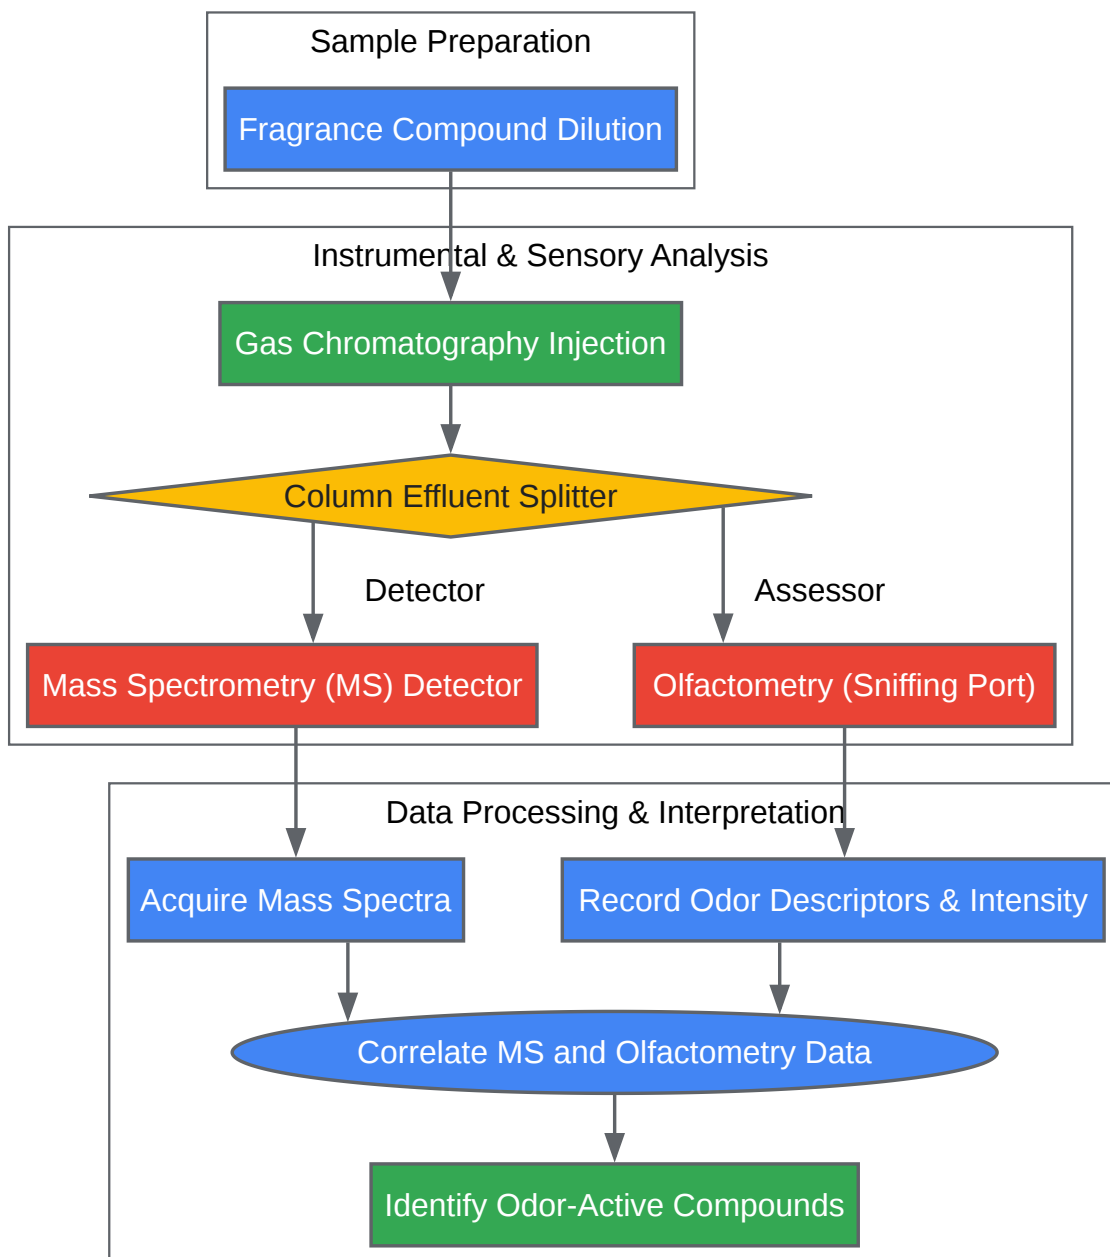 Sample Preparation
Fragrance Compound Dilution
Instrumental & Sensory Analysis
Gas Chromatography Injection
Column Effluent Splitter
Detector
Assessor
Mass Spectrometry (MS) Detector
Olfactometry (Sniffing Port)
Data Processing & Interpretation
Acquire Mass Spectra
Record Odor Descriptors & Intensity
Correlate MS and Olfactometry Data
Identify Odor-Active Compounds